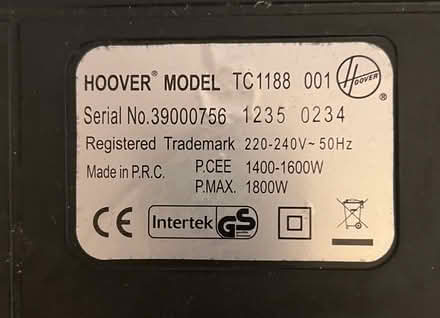 HOOVER® MODEL TC1188 001 HOOVER ®
Serial No.39000756 1235 0234
Registered Trademark 220-240V~50Hz
Made in P.R.C. P.CEE 1400-1600W
P.MAX. 1800W
CE Intertek GS